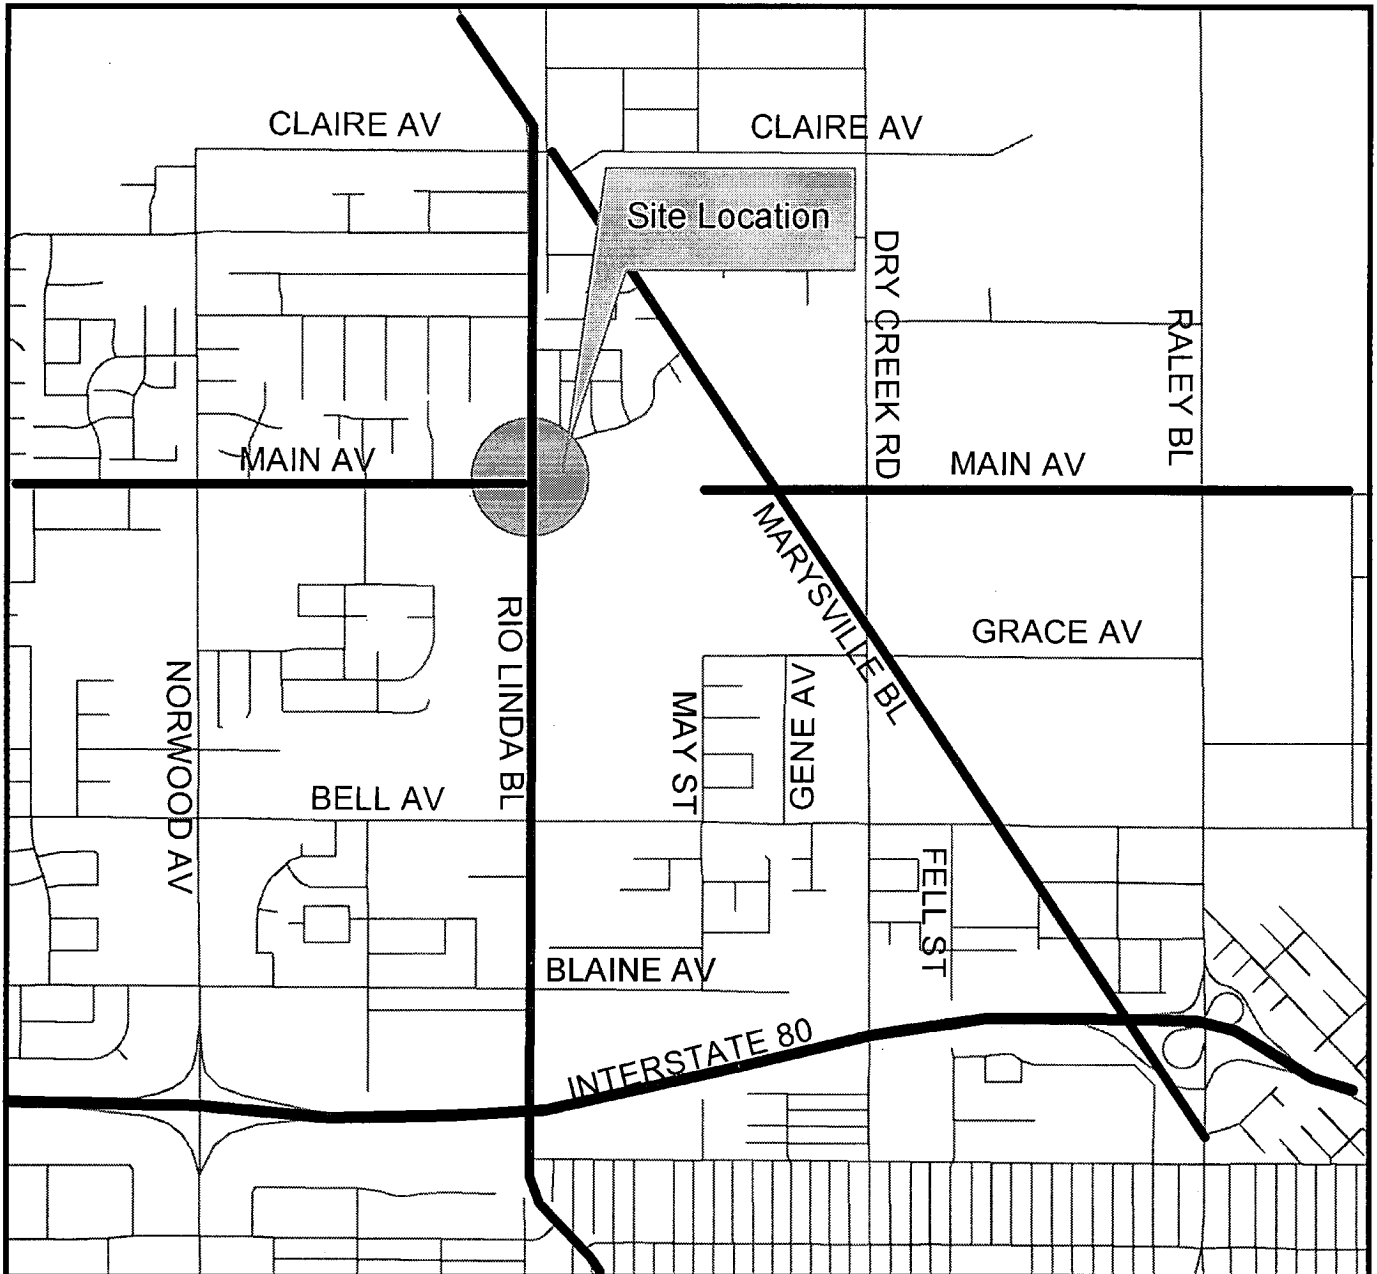 CLAIRE AV
CLAIRE AV
Site Location
DRY CREEK RD
RALEY BL
MAIN AV
MAIN AV
MARYSVILLE BL
RIO LINDA BL
GRACE AV
NORWOOD AV
MAY ST
GENE AV
BELL AV
FELL ST
BLAINE AV
INTERSTATE 80